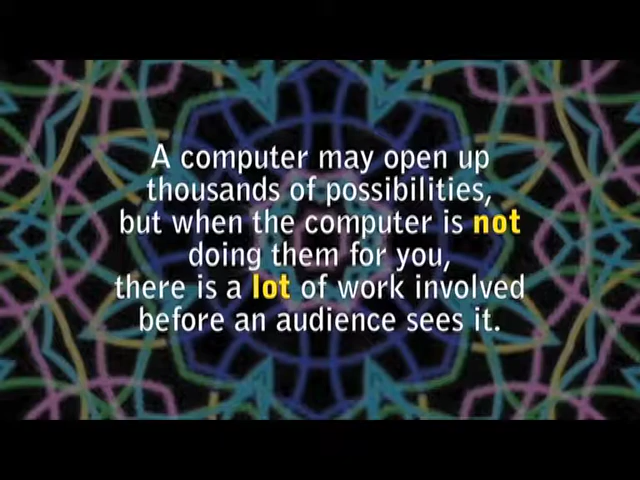 A computer may open up
thousands of possibilities,
but when the computer is not
doing them for you,
there is a lot of work involved
before an audience sees it.